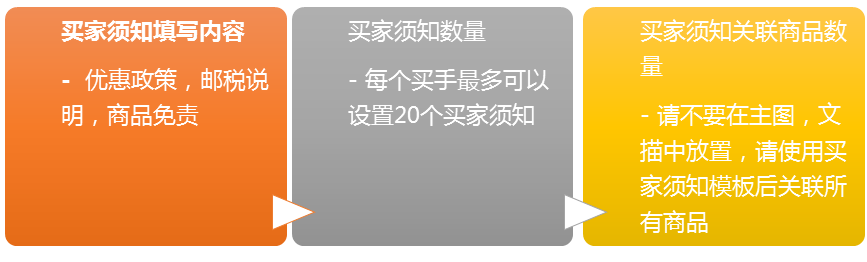 买家须知填写内容
- 优惠政策，邮税说
明，商品免责
买家须知数量
- 每个买手最多可以
设置20个买家须知
买家须知关联商品数
量
- 请不要在主图，文
描中放置，请使用买
家须知模板后关联所
有商品